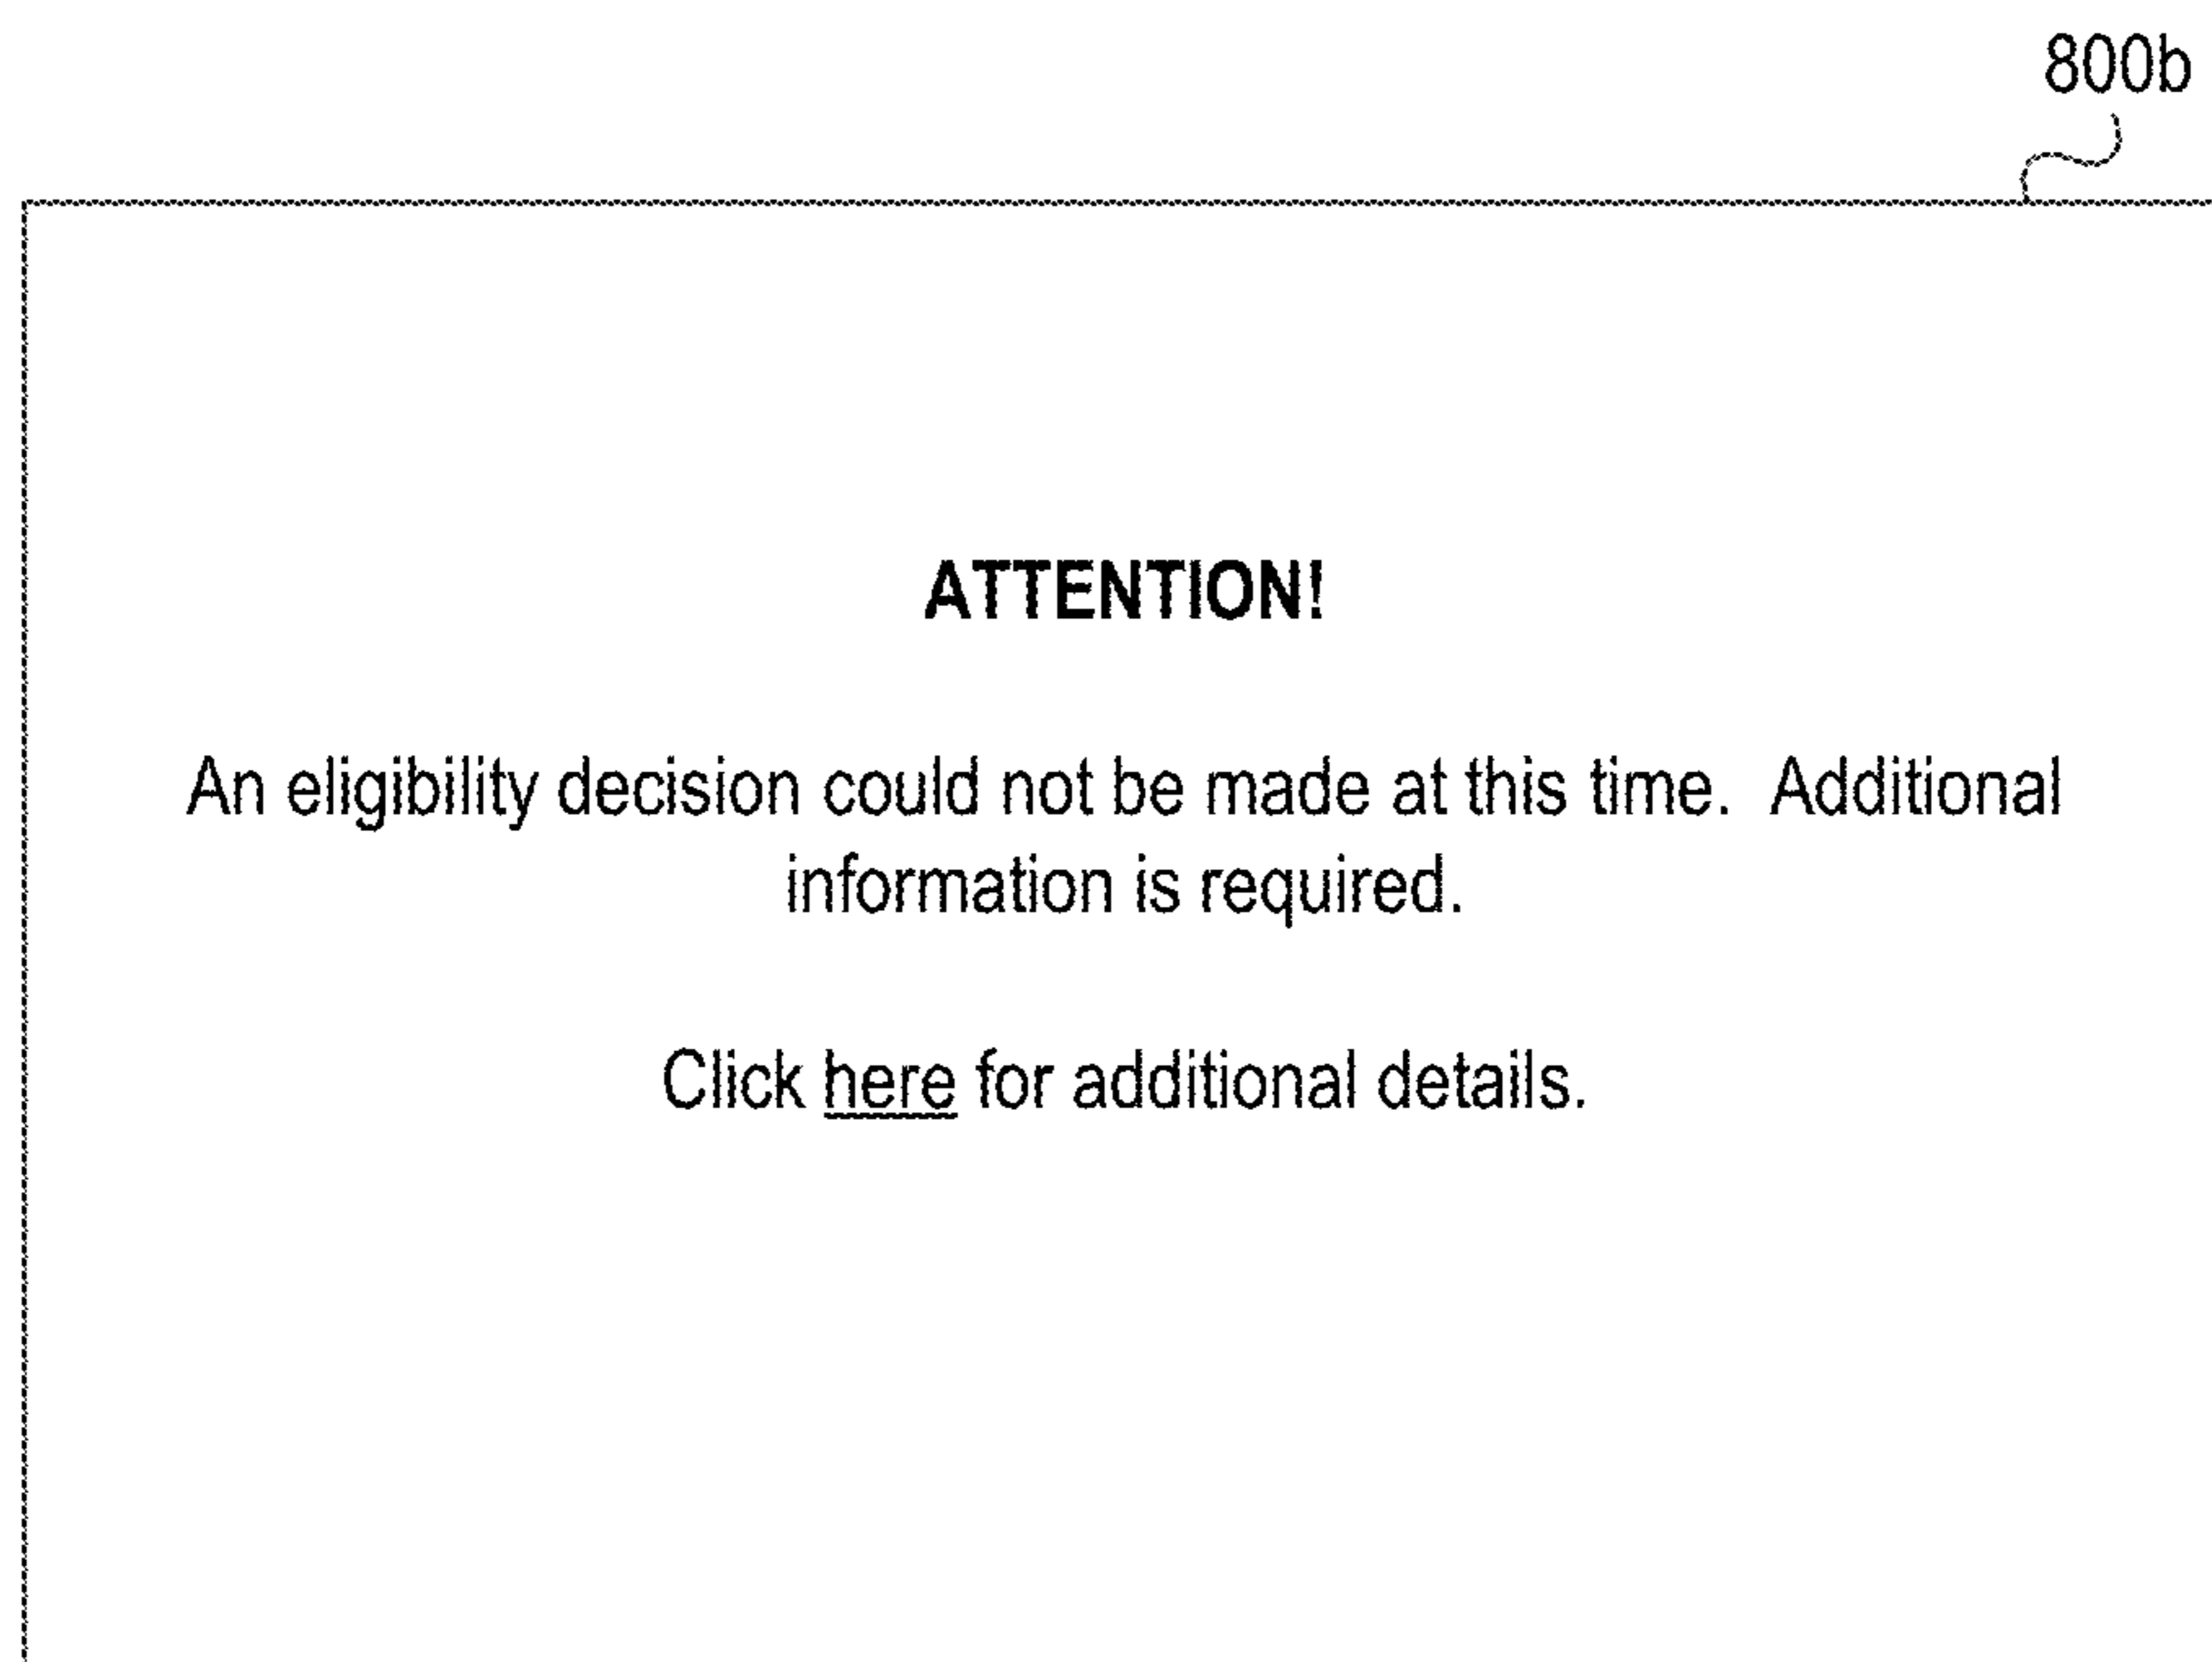 800b
ATTENTION!
An eligibility decision could not be made at this time.  Additional
information is required.
Click here for additional details.